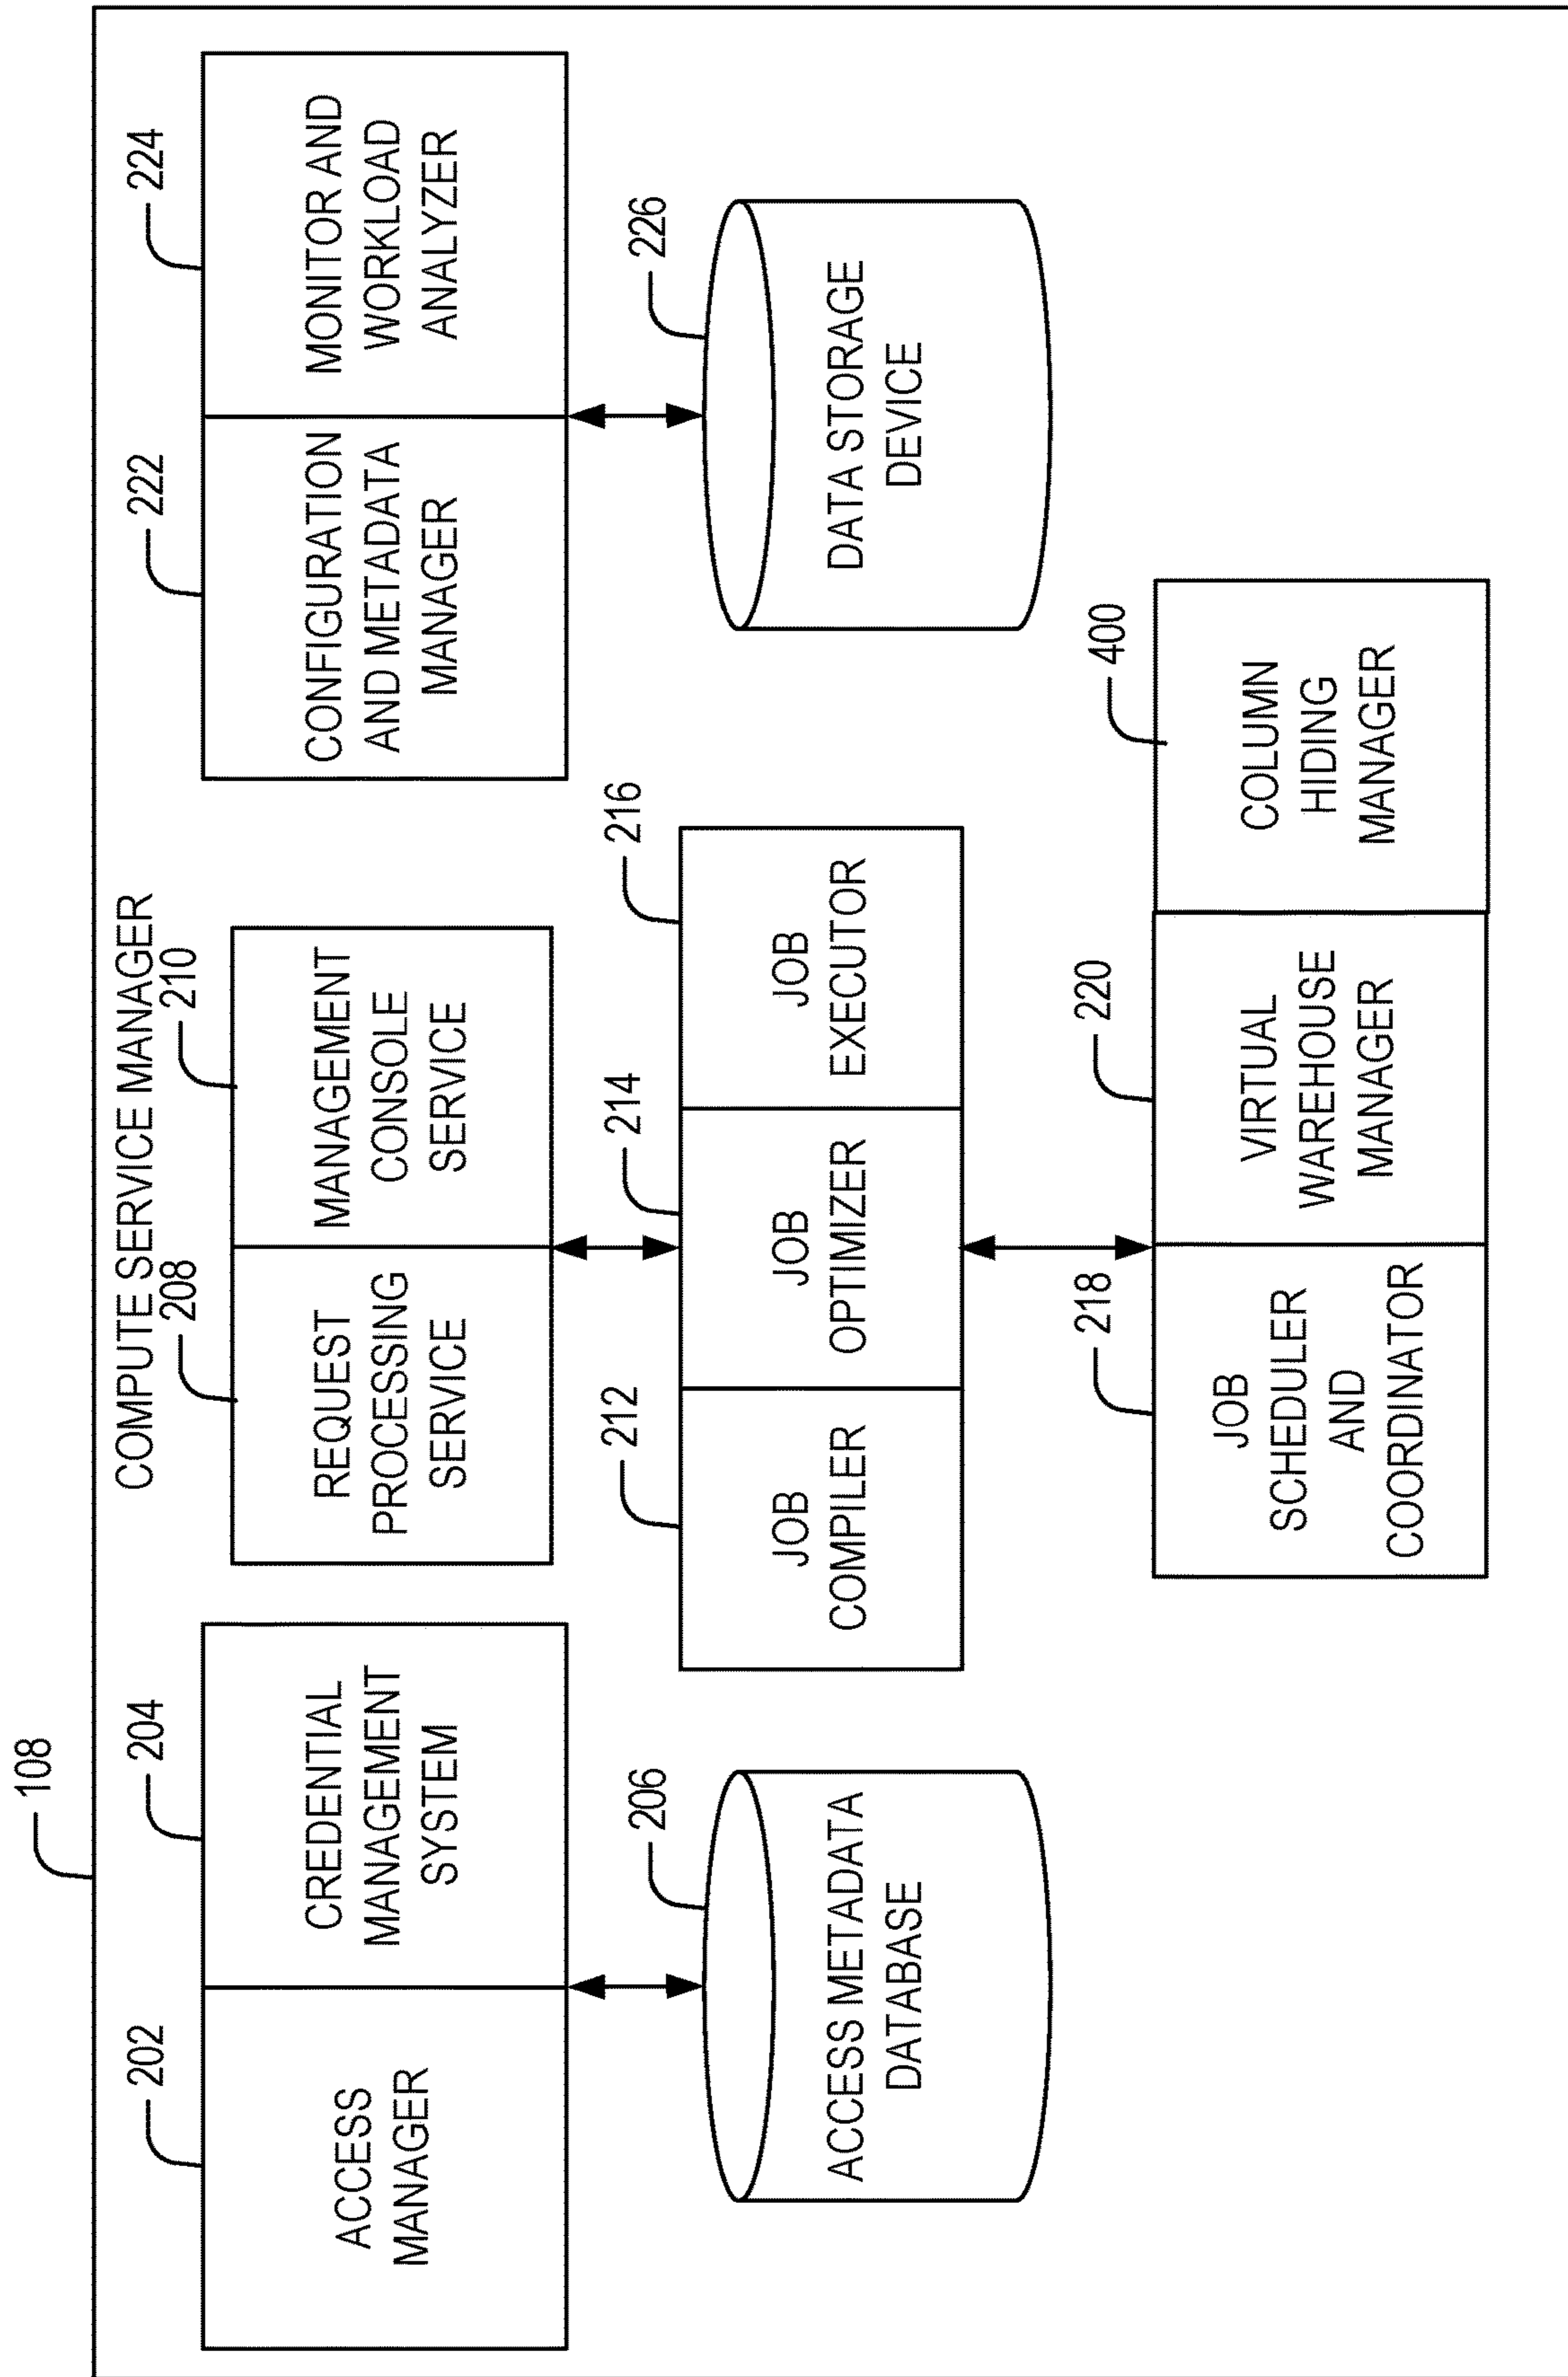 108
COMPUTE SERVICE MANAGER
202
ACCESS
MANAGER
204
CREDENTIAL
MANAGEMENT
SYSTEM
206
ACCESS METADATA
DATABASE
208
REQUEST
PROCESSING
SERVICE
210
MANAGEMENT
CONSOLE
SERVICE
212
JOB
COMPILER
214
JOB
OPTIMIZER
216
JOB
EXECUTOR
218
JOB
SCHEDULER
AND
COORDINATOR
220
VIRTUAL
WAREHOUSE
MANAGER
400
COLUMN
HIDING
MANAGER
222
CONFIGURATION
AND METADATA
MANAGER
224
MONITOR AND
WORKLOAD
ANALYZER
226
DATA STORAGE
DEVICE